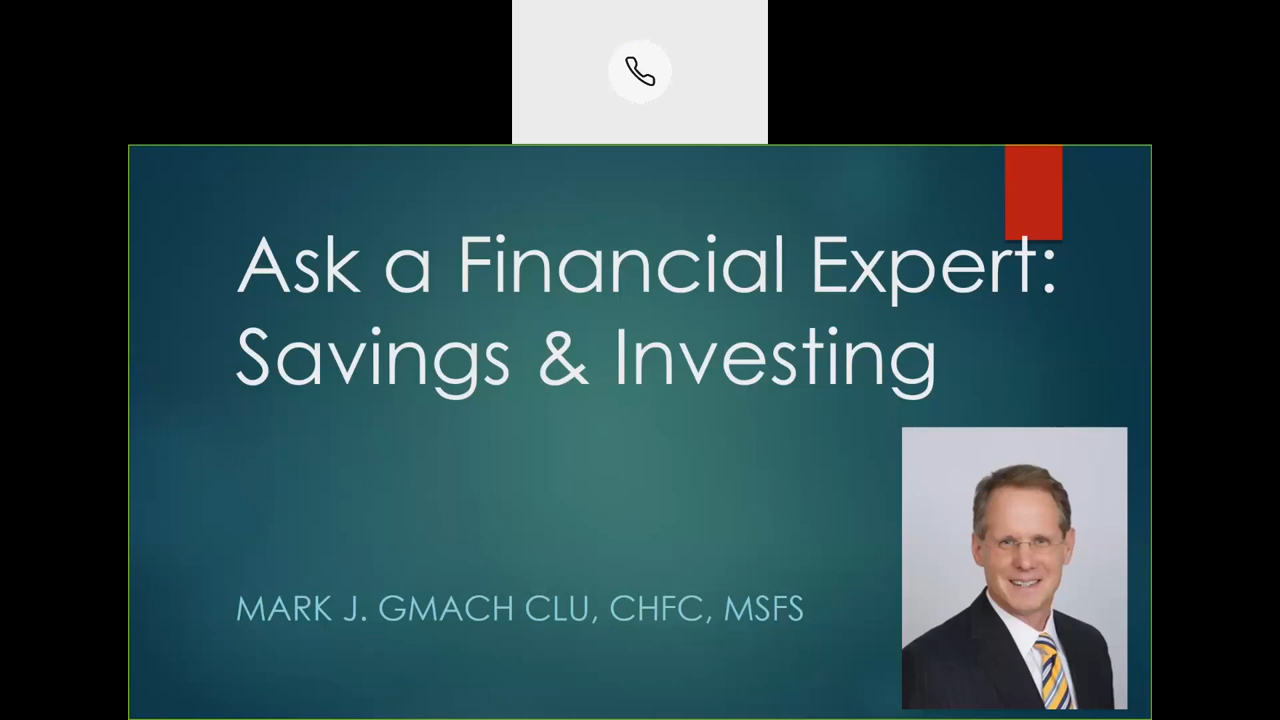 Ask a Financial Expert:
Savings & Investing
MARK J. GMACH CLU, CHFC, MSFS